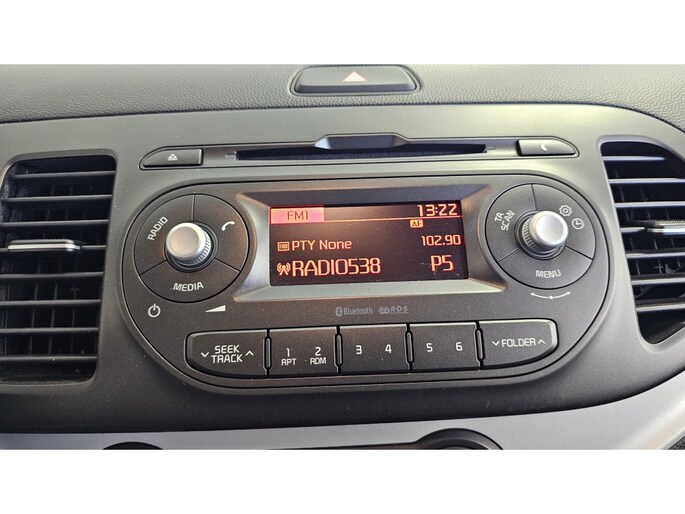 FM1 13:22
AF
PTY None 102.90
RADIO538 P5
RADIO
MEDIA
TA
SCAN
MENU
Bluetooth R·D·S
SEEK
TRACK
1 2 3 4 5 6
RPT RDM
FOLDER